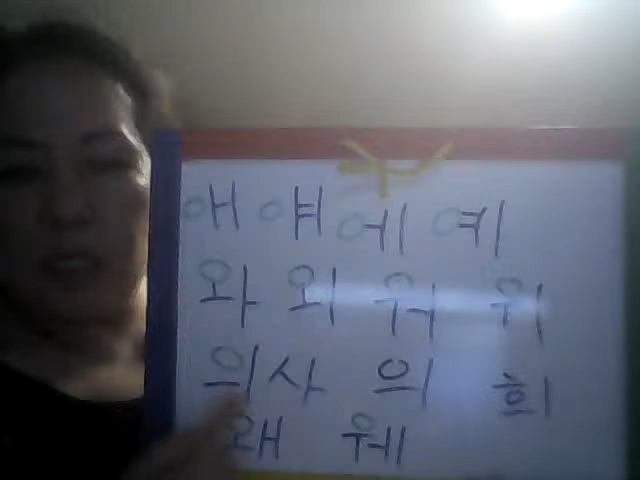 애 얘 에 예
와 외 워 위
의사 의 희
왜 웨